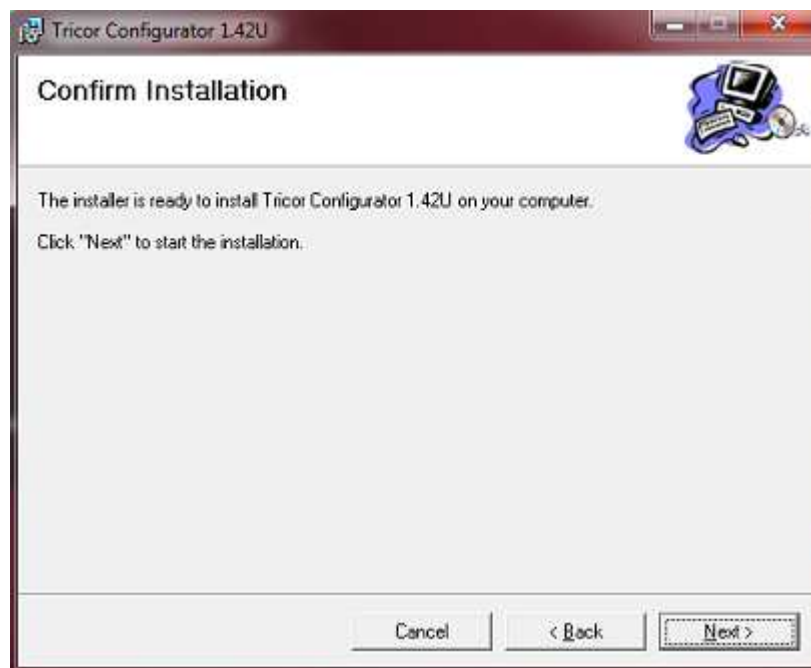 Tricor Configurator 1.42U
Confirm Installation
The installer is ready to install Tricor Configurator 1.42U on your computer.
Click "Next" to start the installation.
Cancel
< Back
Next >